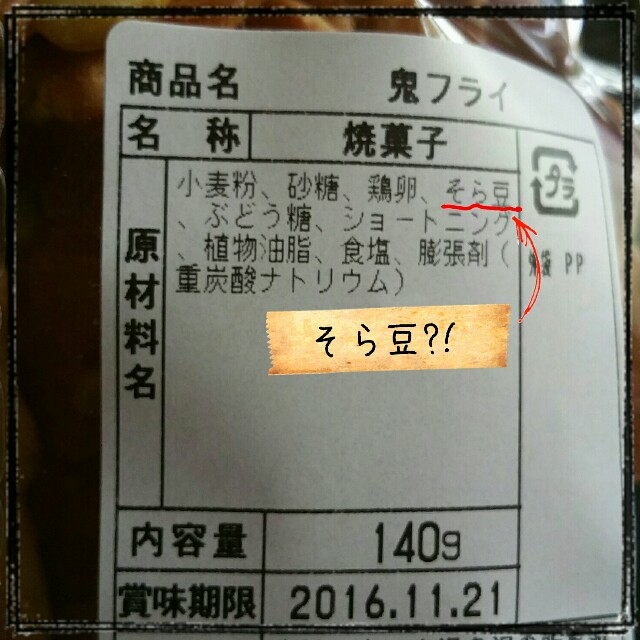 商品名 鬼フライ
名 称 焼菓子
原材料名
小麦粉、砂糖、鶏卵、そら豆
、ぶどう糖、ショートニング
、植物油脂、食塩、膨張剤（
重炭酸ナトリウム）
プラ
PP
そら豆?!
内容量 140g
賞味期限 2016.11.21